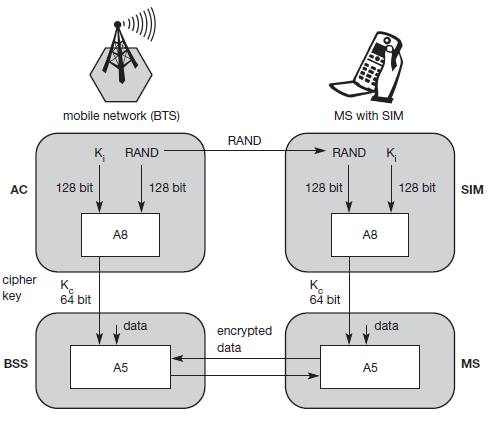 mobile network (BTS)
MS with SIM
RAND
Ki RAND
RAND Ki
AC
128 bit 128 bit
128 bit 128 bit
SIM
A8
A8
cipher
key
Kc
64 bit
Kc
64 bit
data
data
encrypted
data
BSS
A5
A5
MS